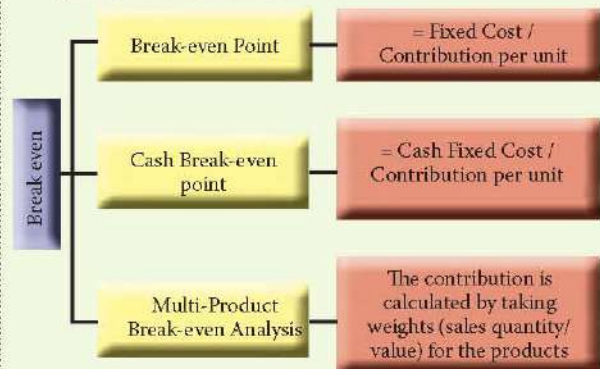 Break even
Break-even Point
= Fixed Cost /
Contribution per unit
Cash Break-even
point
= Cash Fixed Cost /
Contribution per unit
Multi-Product
Break-even Analysis
The contribution is
calculated by taking
weights (sales quantity/
value) for the products